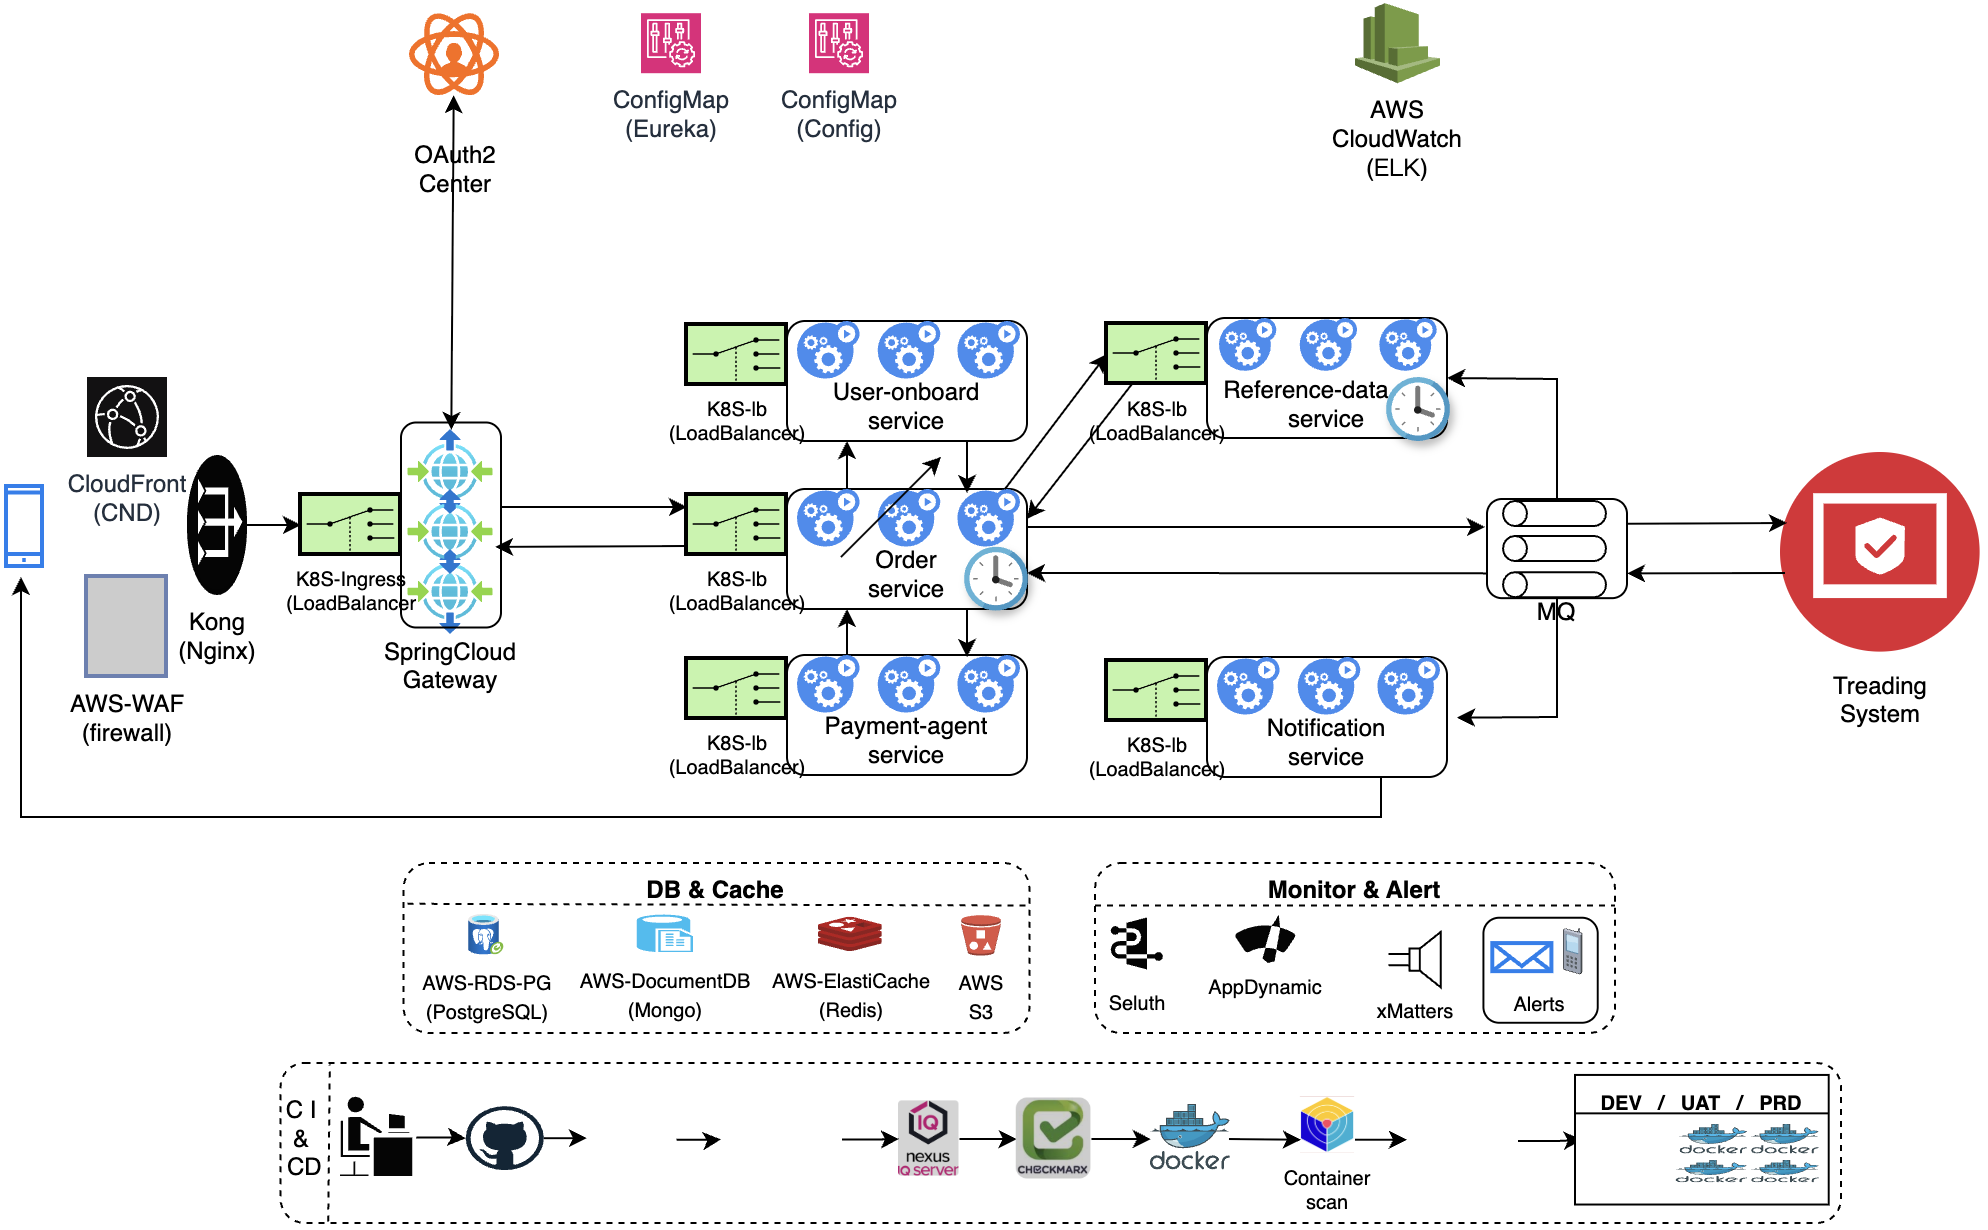 OAuth2
Center
ConfigMap
(Eureka)
ConfigMap
(Config)
AWS
CloudWatch
(ELK)
CloudFront
(CND)
AWS-WAF
(firewall)
Kong
(Nginx)
K8S-Ingress
(LoadBalancer
SpringCloud
Gateway
K8S-lb
(LoadBalancer)
User-onboard
service
K8S-lb
(LoadBalancer)
Order
service
K8S-lb
(LoadBalancer)
Payment-agent
service
K8S-lb
(LoadBalancer)
Reference-data
service
K8S-lb
(LoadBalancer)
Notification
service
MQ
Treading
System
DB & Cache
AWS-RDS-PG
(PostgreSQL)
AWS-DocumentDB
(Mongo)
AWS-ElastiCache
(Redis)
AWS
S3
Monitor & Alert
Seluth
AppDynamic
xMatters
Alerts
C I
&
CD
IQ
nexus
IQ server
CHECKMARX
docker
Container
scan
DEV / UAT / PRD
docker docker
docker docker